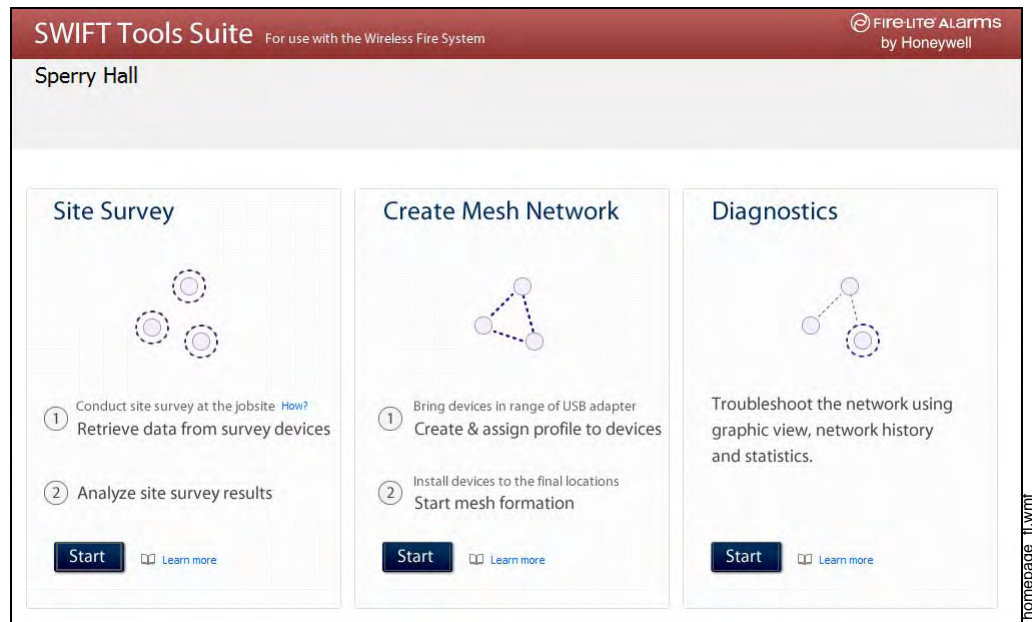 SWIFT Tools Suite For use with the Wireless Fire System
FIRE•LITE ALARMS
by Honeywell
Sperry Hall
Site Survey
1 Conduct site survey at the jobsite How?
Retrieve data from survey devices
2 Analyze site survey results
Start Learn more
Create Mesh Network
1 Bring devices in range of USB adapter
Create & assign profile to devices
2 Install devices to the final locations
Start mesh formation
Start Learn more
Diagnostics
Troubleshoot the network using
graphic view, network history
and statistics.
Start Learn more
homepage_fl.wmf